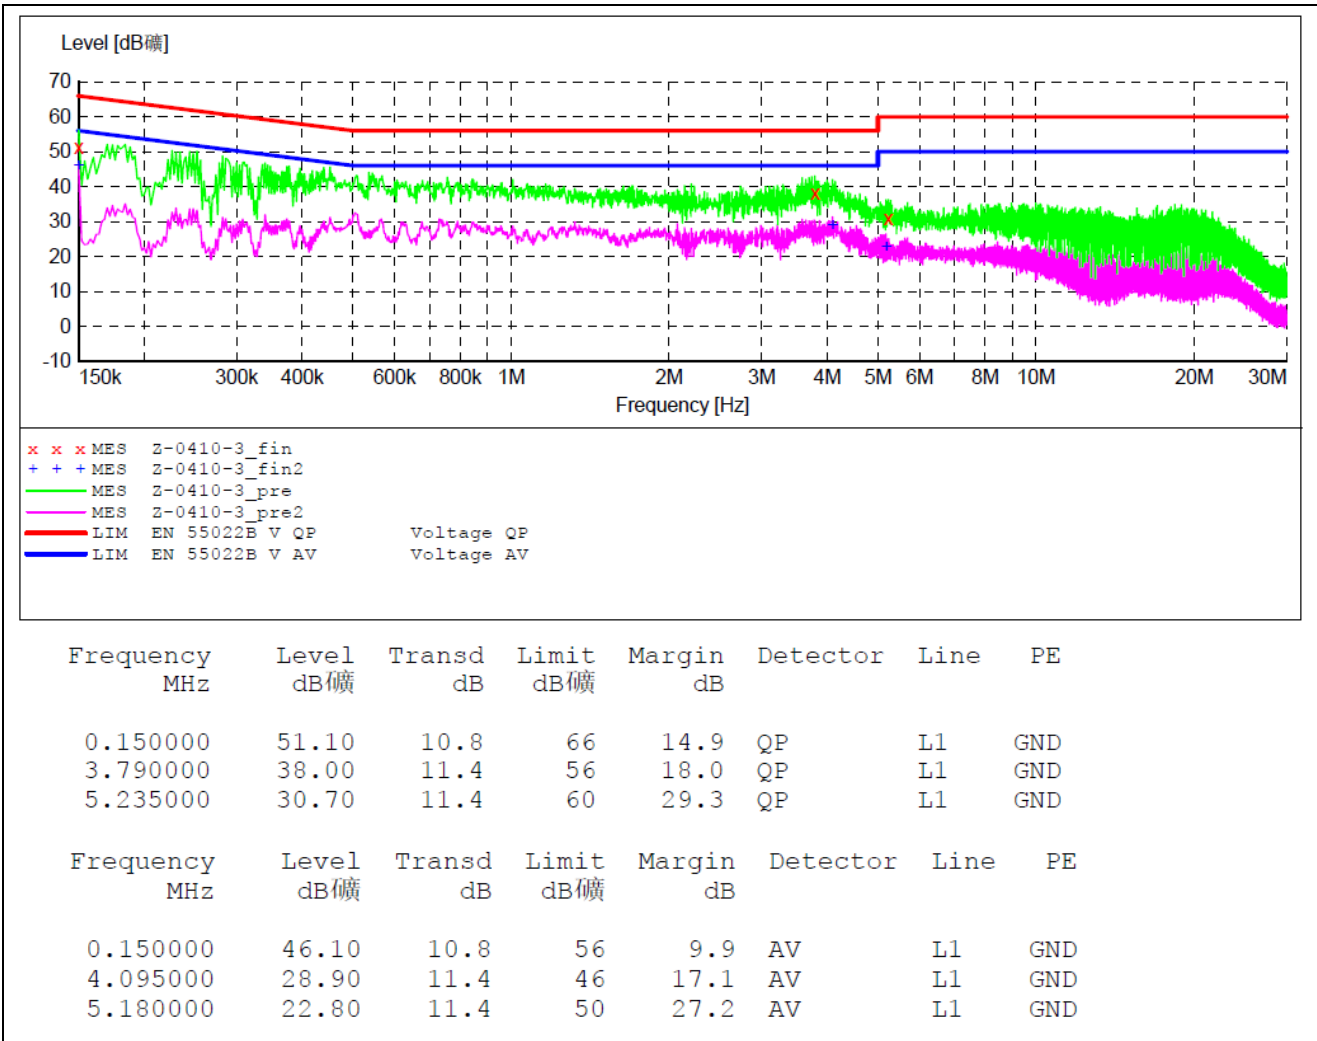 Level [dB礦]
70
60
50
40
30
20
10
0
-10
150k 300k 400k 600k 800k 1M 2M 3M 4M 5M 6M 8M 10M 20M 30M
Frequency [Hz]
x x x MES Z-0410-3_fin
+ + + MES Z-0410-3_fin2
MES Z-0410-3_pre
MES Z-0410-3_pre2
LIM EN 55022B V QP Voltage QP
LIM EN 55022B V AV Voltage AV
Frequency Level Transd Limit Margin Detector Line PE
MHz dB礦 dB dB礦 dB
0.150000 51.10 10.8 66 14.9 QP L1 GND
3.790000 38.00 11.4 56 18.0 QP L1 GND
5.235000 30.70 11.4 60 29.3 QP L1 GND
Frequency Level Transd Limit Margin Detector Line PE
MHz dB礦 dB dB礦 dB
0.150000 46.10 10.8 56 9.9 AV L1 GND
4.095000 28.90 11.4 46 17.1 AV L1 GND
5.180000 22.80 11.4 50 27.2 AV L1 GND